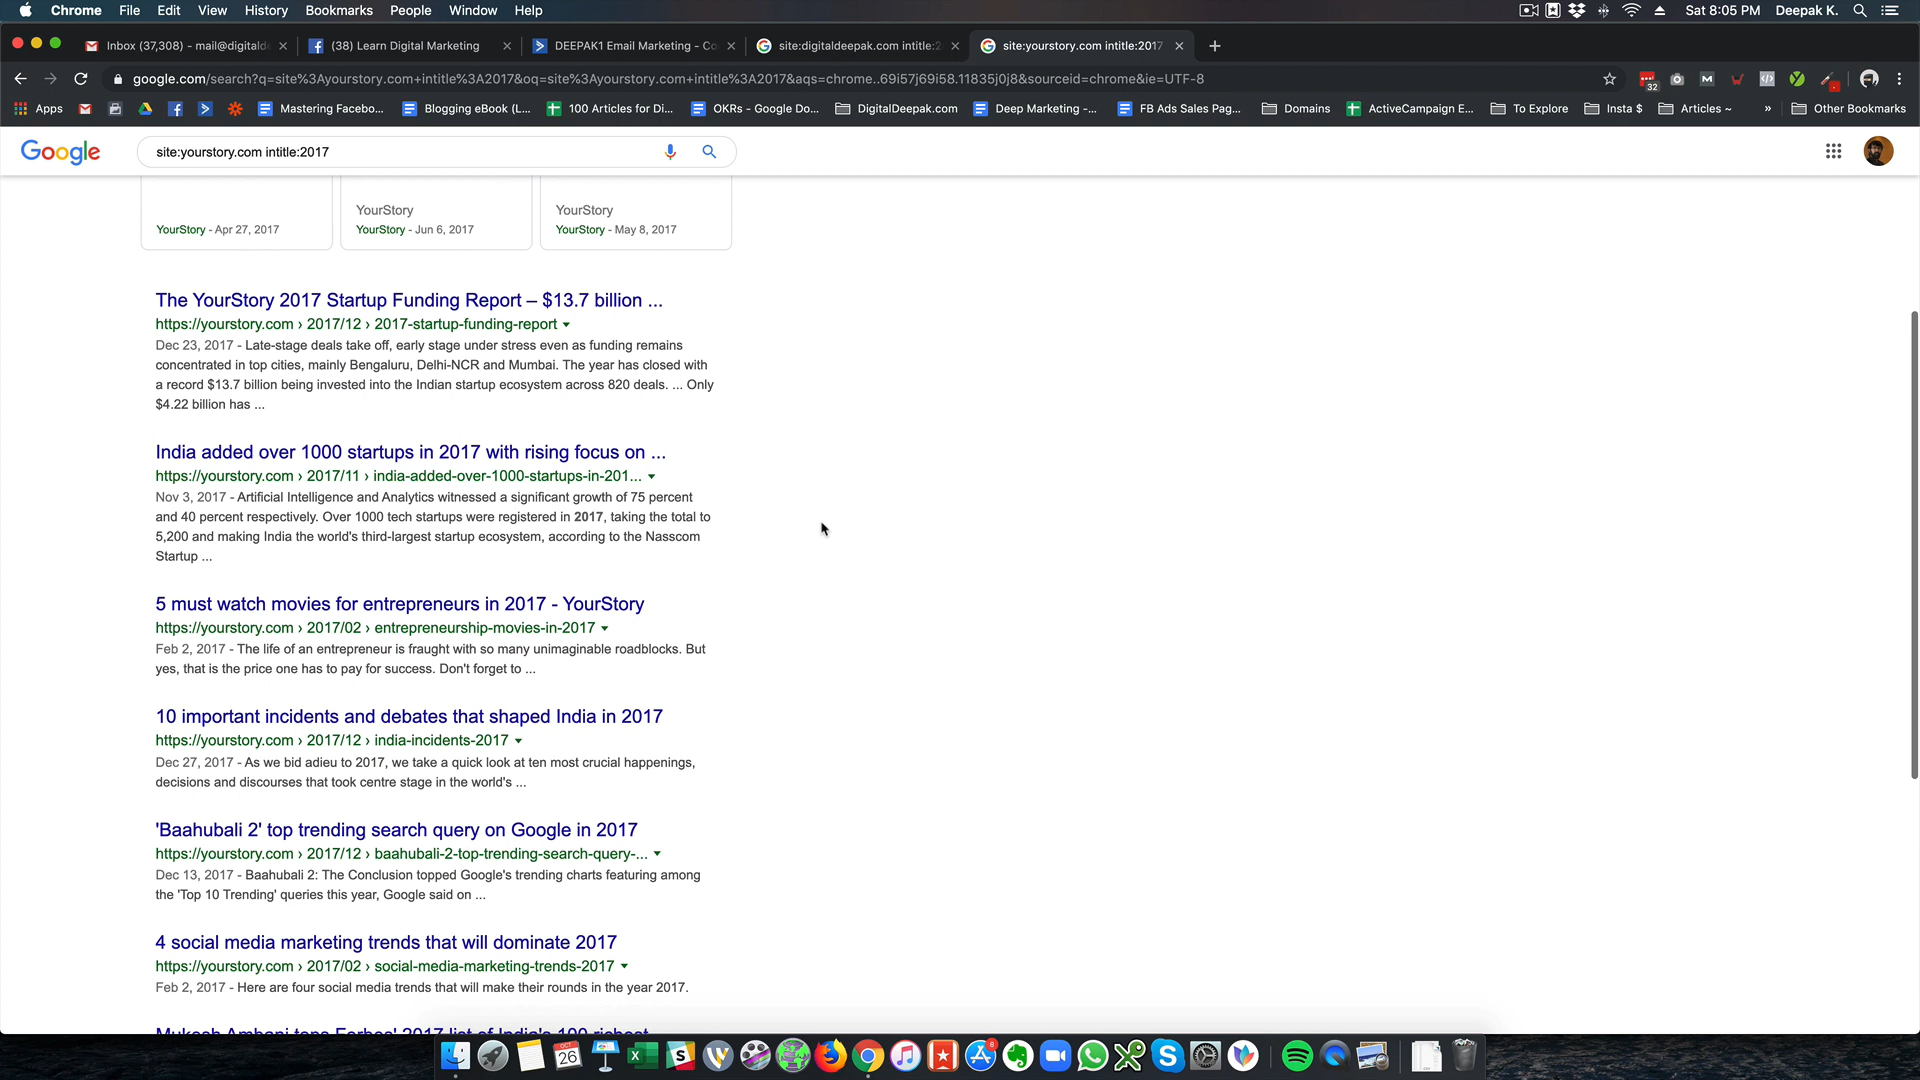 Chrome File Edit View History Bookmarks People Window Help
Sat 8:05 PM Deepak K.
Inbox (37,308) - mail@digitalde
(38) Learn Digital Marketing
DEEPAK1 Email Marketing - Co
site:digitaldeepak.com intitle:2
site:yourstory.com intitle:2017
google.com/search?q=site%3Ayourstory.com+intitle%3A2017&oq=site%3Ayourstory.com+intitle%3A2017&aqs=chrome..69i57j69i58.11835j0j8&sourceid=chrome&ie=UTF-8
32
Apps
Mastering Facebo...
Blogging eBook (L...
100 Articles for Di...
OKRs - Google Do...
DigitalDeepak.com
Deep Marketing -...
FB Ads Sales Pag...
Domains
ActiveCampaign E...
To Explore
Insta $
Articles ~
»
Other Bookmarks
Google
site:yourstory.com intitle:2017
YourStory
YourStory
YourStory - Apr 27, 2017
YourStory - Jun 6, 2017
YourStory - May 8, 2017
The YourStory 2017 Startup Funding Report – $13.7 billion ...
https://yourstory.com › 2017/12 › 2017-startup-funding-report
Dec 23, 2017 - Late-stage deals take off, early stage under stress even as funding remains
concentrated in top cities, mainly Bengaluru, Delhi-NCR and Mumbai. The year has closed with
a record $13.7 billion being invested into the Indian startup ecosystem across 820 deals. ... Only
$4.22 billion has ...
India added over 1000 startups in 2017 with rising focus on ...
https://yourstory.com › 2017/11 › india-added-over-1000-startups-in-201...
Nov 3, 2017 - Artificial Intelligence and Analytics witnessed a significant growth of 75 percent
and 40 percent respectively. Over 1000 tech startups were registered in 2017, taking the total to
5,200 and making India the world's third-largest startup ecosystem, according to the Nasscom
Startup ...
5 must watch movies for entrepreneurs in 2017 - YourStory
https://yourstory.com › 2017/02 › entrepreneurship-movies-in-2017
Feb 2, 2017 - The life of an entrepreneur is fraught with so many unimaginable roadblocks. But
yes, that is the price one has to pay for success. Don't forget to ...
10 important incidents and debates that shaped India in 2017
https://yourstory.com › 2017/12 › india-incidents-2017
Dec 27, 2017 - As we bid adieu to 2017, we take a quick look at ten most crucial happenings,
decisions and discourses that took centre stage in the world's ...
'Baahubali 2' top trending search query on Google in 2017
https://yourstory.com › 2017/12 › baahubali-2-top-trending-search-query-...
Dec 13, 2017 - Baahubali 2: The Conclusion topped Google's trending charts featuring among
the 'Top 10 Trending' queries this year, Google said on ...
4 social media marketing trends that will dominate 2017
https://yourstory.com › 2017/02 › social-media-marketing-trends-2017
Feb 2, 2017 - Here are four social media trends that will make their rounds in the year 2017.
Mukesh Ambani tops Forbes' 2017 list of India's 100 richest
OCT
26
8